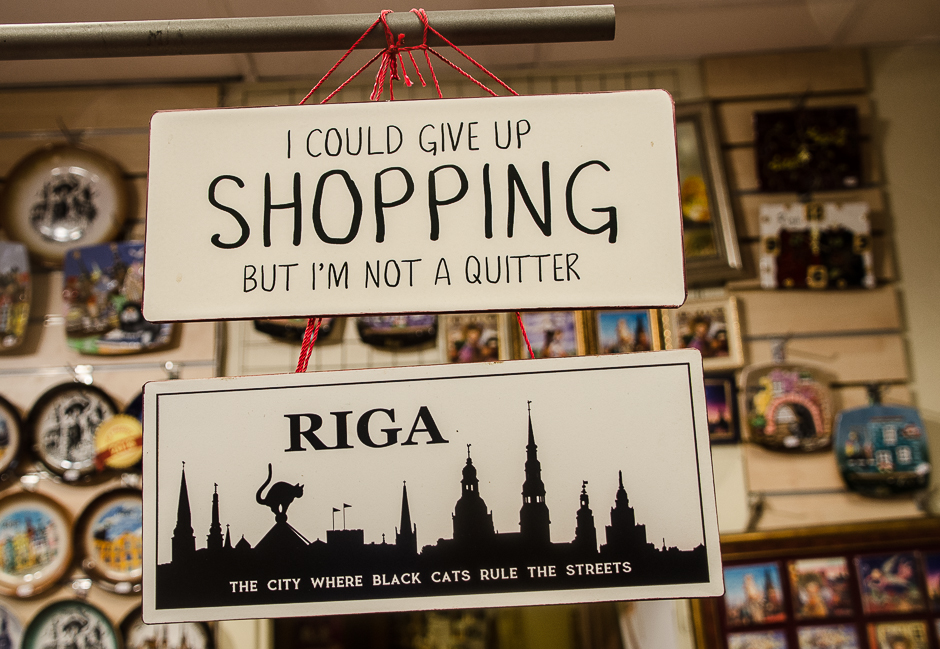 I COULD GIVE UP
SHOPPING
BUT I'M NOT A QUITTER
RIGA
THE CITY WHERE BLACK CATS RULE THE STREETS